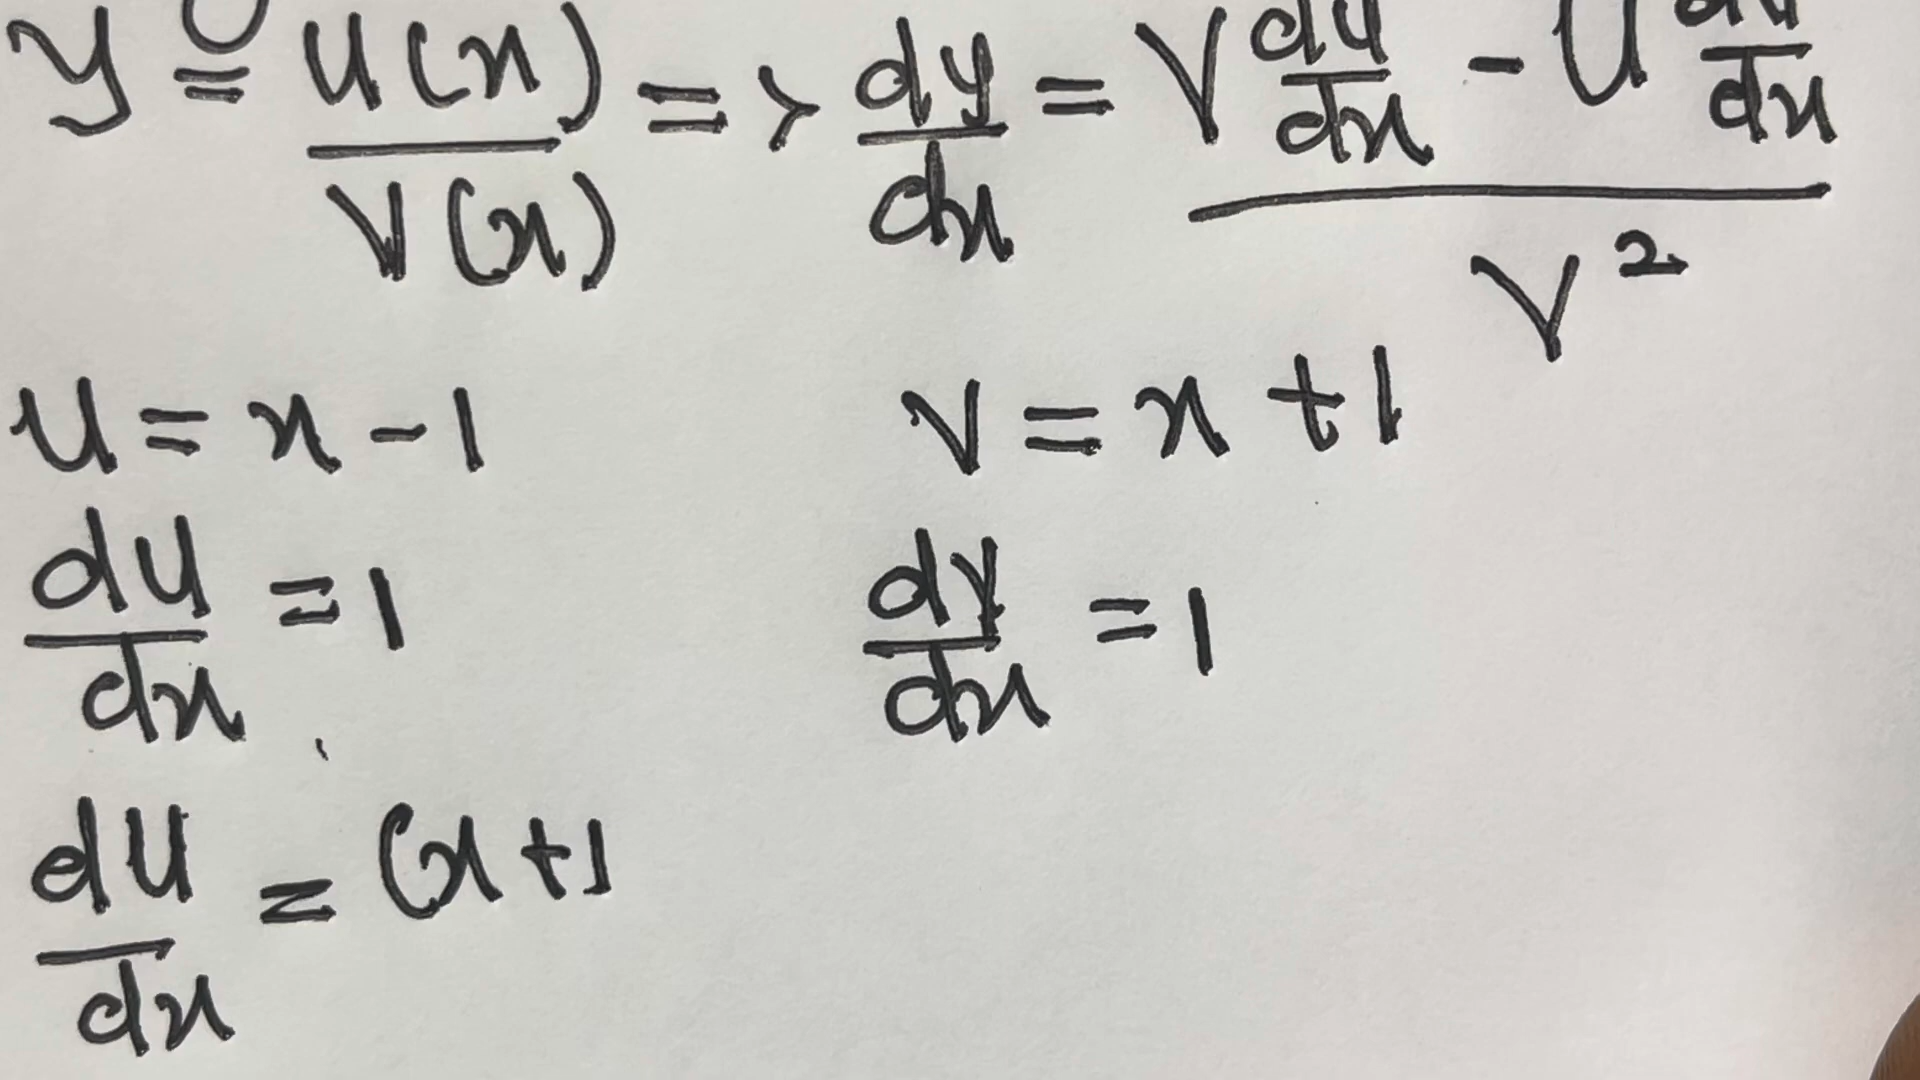 y = u(x)/v(x) => dy/dx = (v du/dx - u dv/dx)/v²
u = x - 1
v = x + 1
du/dx = 1
dv/dx = 1
du/dx = (x + 1